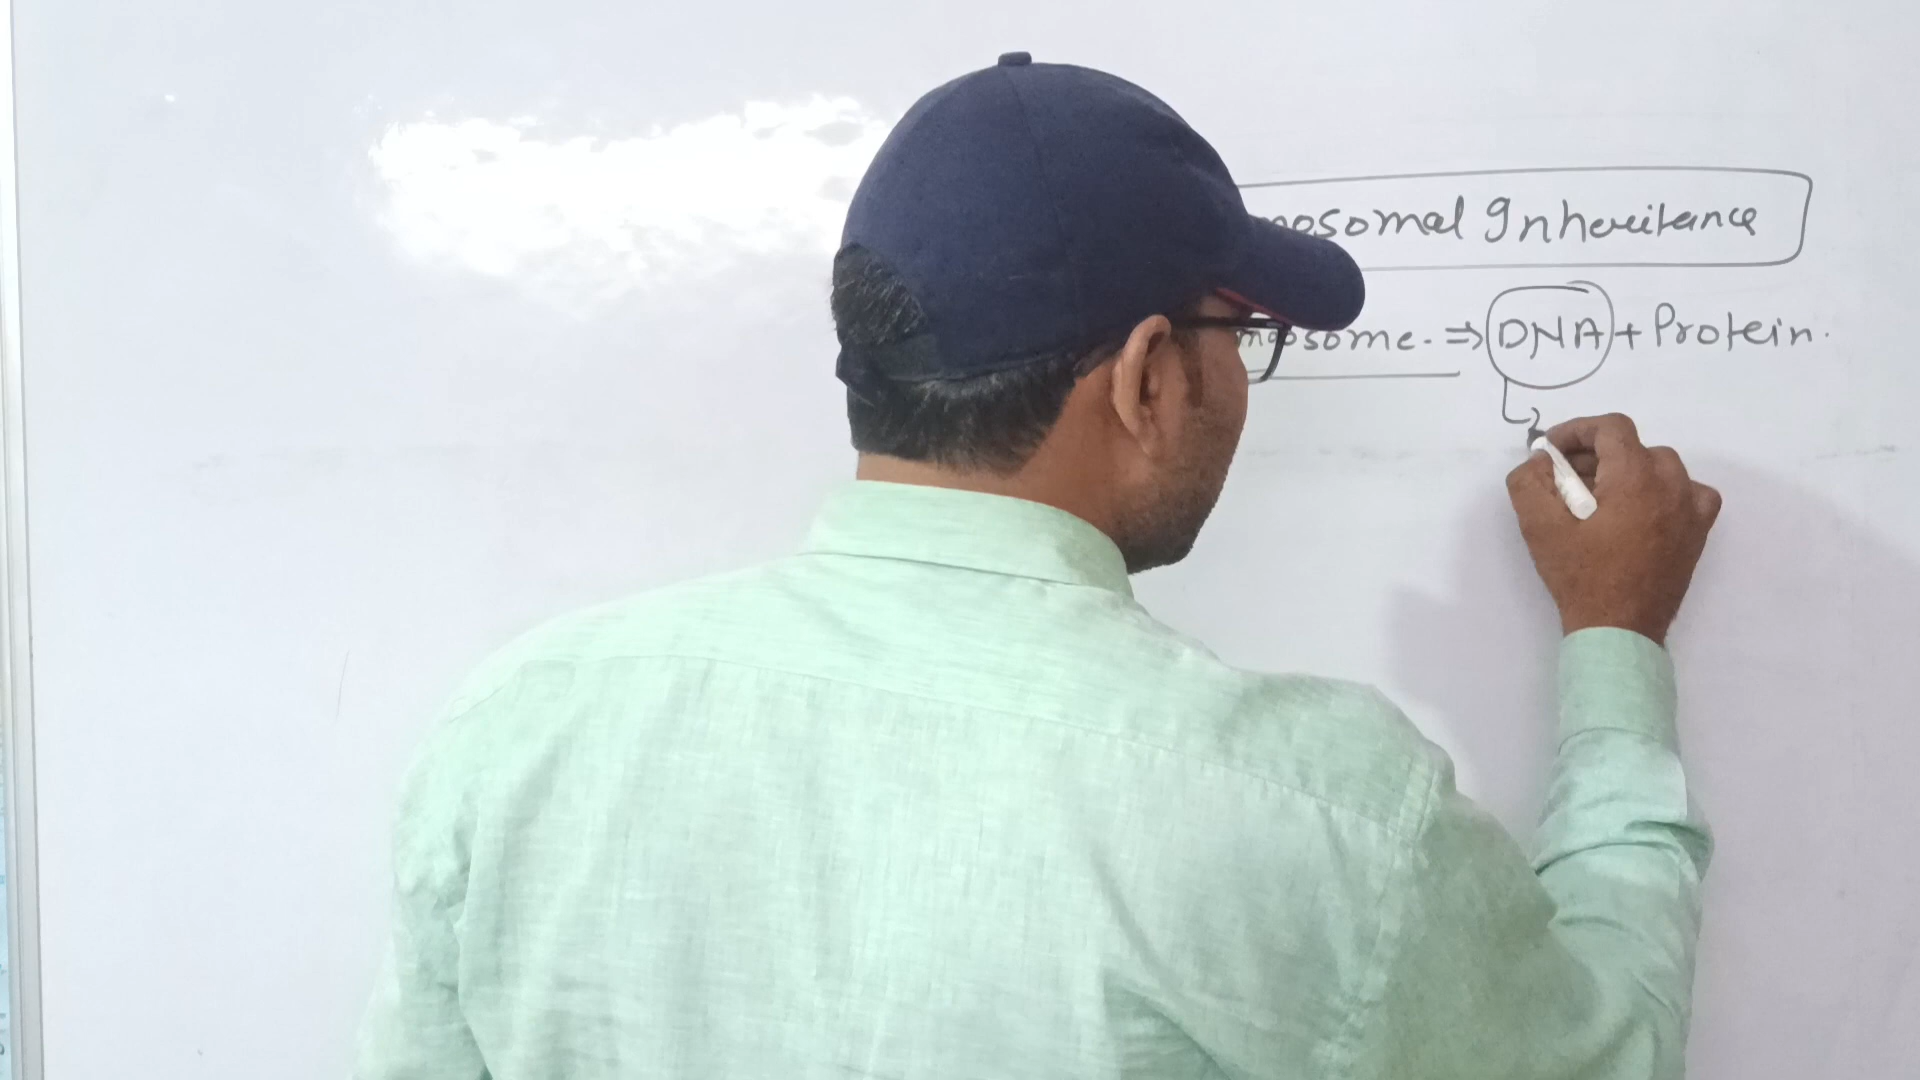 mosomal Inheritance
mosome. ⇒ DNA + Protein.